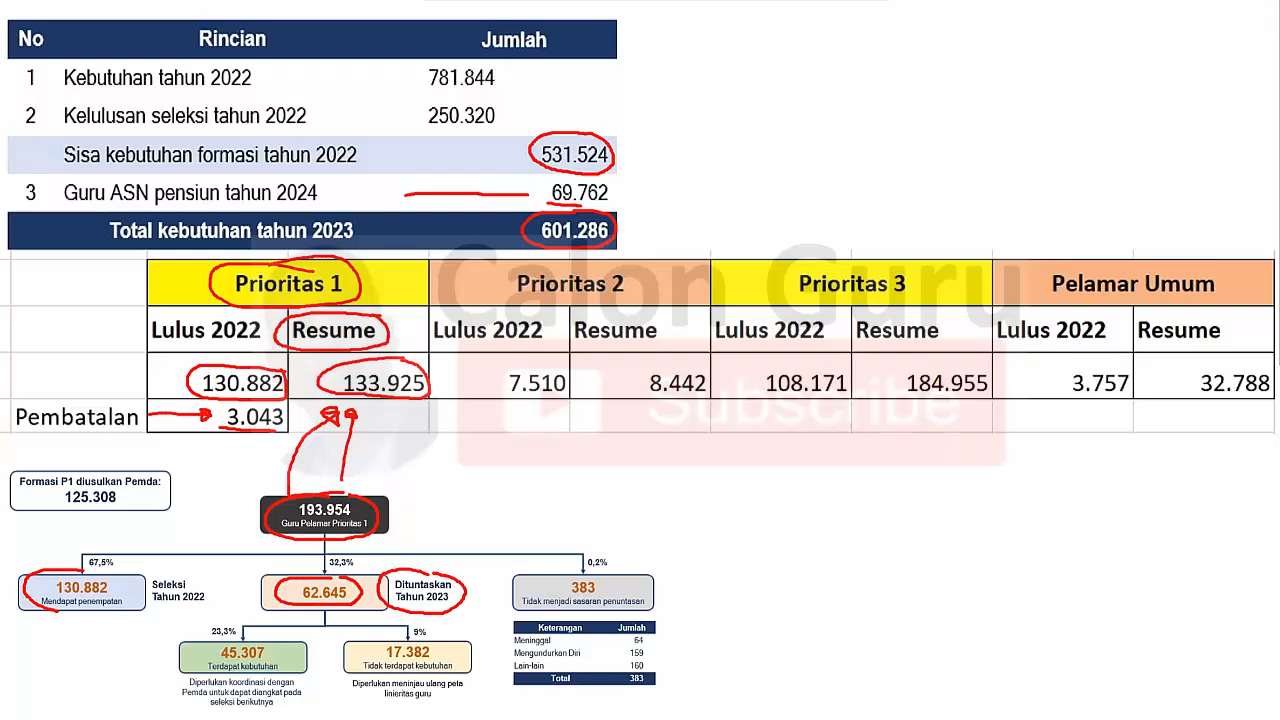 No Rincian Jumlah
1 Kebutuhan tahun 2022 781.844
2 Kelulusan seleksi tahun 2022 250.320
Sisa kebutuhan formasi tahun 2022 531.524
3 Guru ASN pensiun tahun 2024 69.762
Total kebutuhan tahun 2023 601.286
Calon Guru
Subscribe
Prioritas 1 Prioritas 2 Prioritas 3 Pelamar Umum
Lulus 2022 Resume Lulus 2022 Resume Lulus 2022 Resume Lulus 2022 Resume
130.882 133.925 7.510 8.442 108.171 184.955 3.757 32.788
Pembatalan 3.043
Formasi P1 diusulkan Pemda:
125.308
193.954
Guru Pelamar Prioritas 1
67,5% 32,3% 0,2%
130.882
Mendapat penempatan
Seleksi
Tahun 2022
62.645
Dituntaskan
Tahun 2023
383
Tidak menjadi sasaran penuntasan
23,3% 9%
45.307
Terdapat kebutuhan
Diperlukan koordinasi dengan
Pemda untuk dapat diangkat pada
seleksi berikutnya
17.382
Tidak terdapat kebutuhan
Diperlukan meninjau ulang peta
linieritas guru
Keterangan Jumlah
Meninggal 64
Mengundurkan Diri 159
Lain-lain 160
Total 383